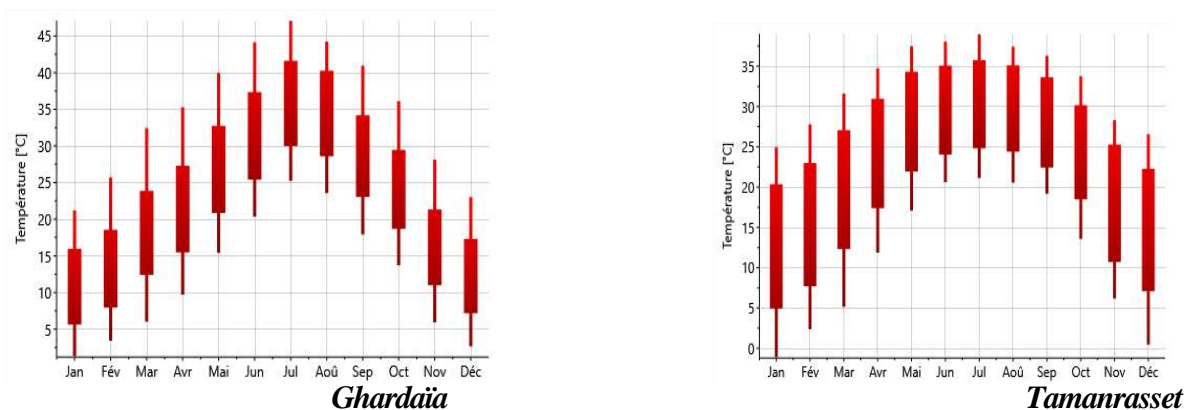 Température [°C]
45
40
35
30
25
20
15
10
5
Jan Fév Mar Avr Mai Jun Jul Aoû Sep Oct Nov Déc
Ghardaïa
Température [°C]
35
30
25
20
15
10
5
0
Jan Fév Mar Avr Mai Jun Jul Aoû Sep Oct Nov Déc
Tamanrasset